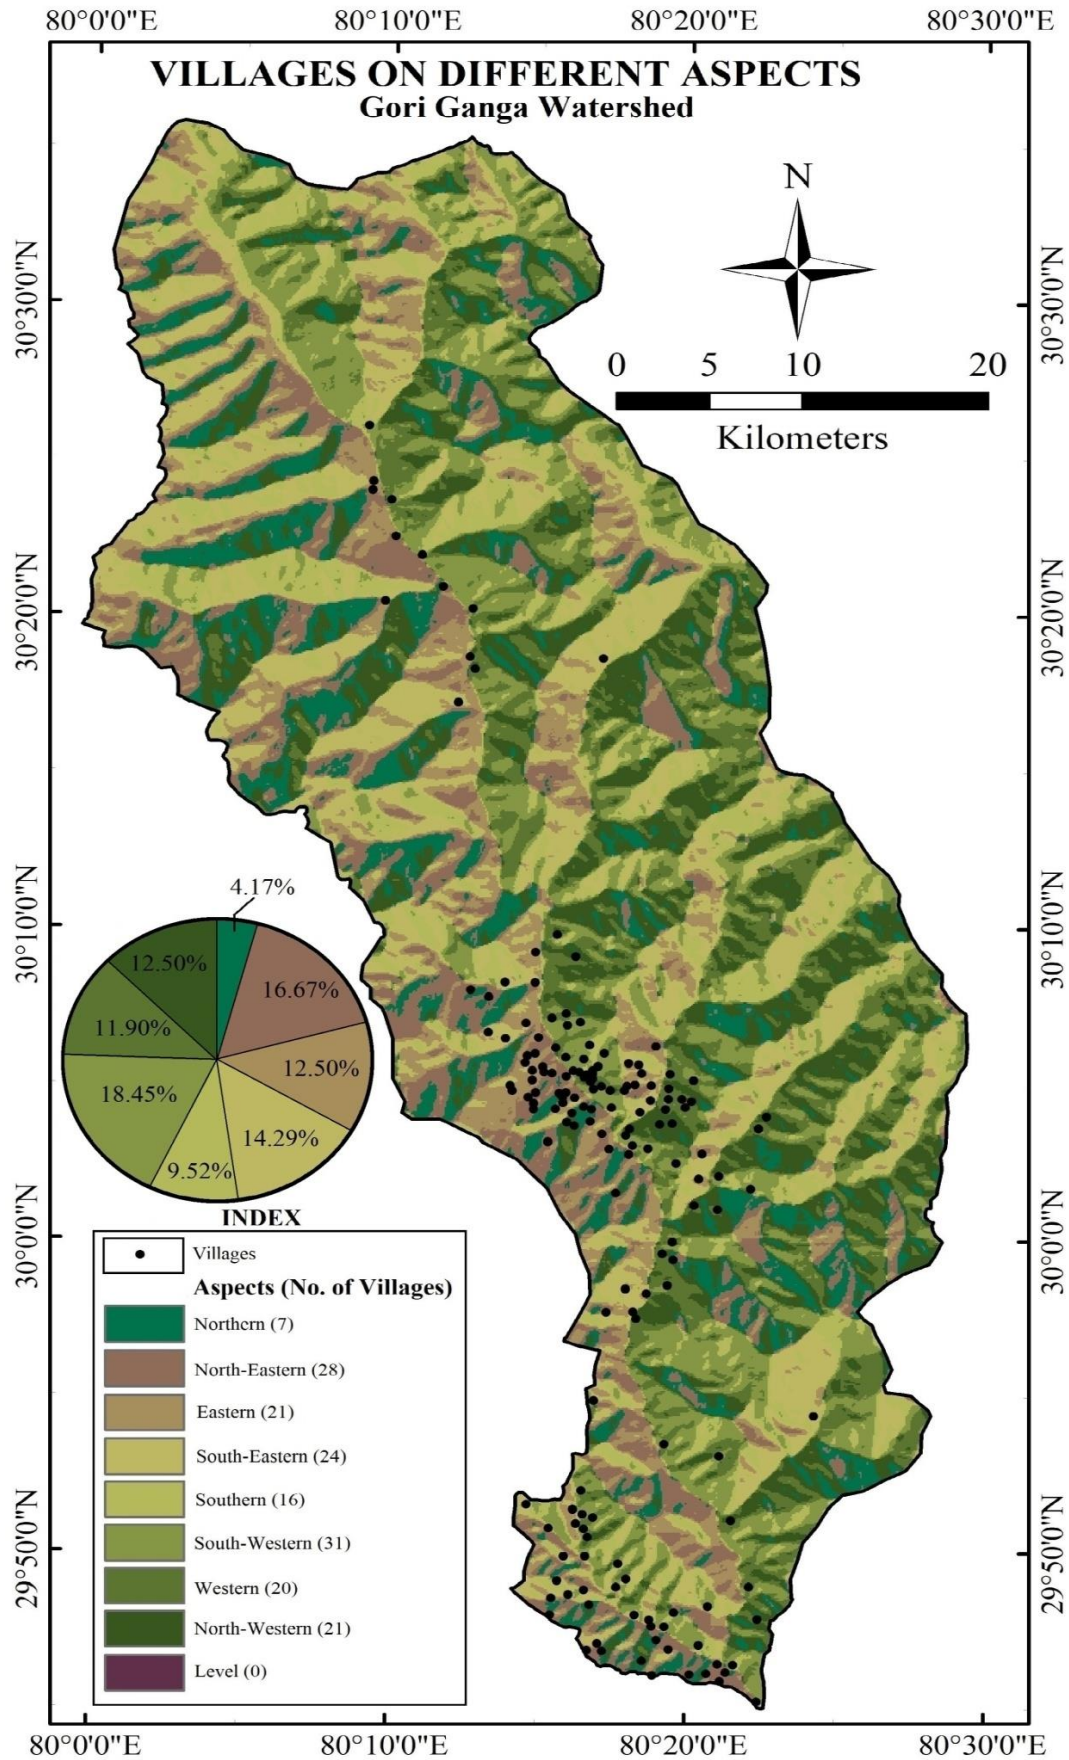 80°0'0"E 80°10'0"E 80°20'0"E 80°30'0"E
VILLAGES ON DIFFERENT ASPECTS
Gori Ganga Watershed
N
30°30'0"N 30°30'0"N
0 5 10 20
Kilometers
30°20'0"N 30°20'0"N
30°10'0"N 30°10'0"N
4.17%
12.50%
16.67%
11.90%
12.50%
18.45%
14.29%
9.52%
30°0'0"N 30°0'0"N
INDEX
Villages
Aspects (No. of Villages)
Northern (7)
North-Eastern (28)
Eastern (21)
South-Eastern (24)
Southern (16)
South-Western (31)
Western (20)
North-Western (21)
Level (0)
29°50'0"N 29°50'0"N
80°0'0"E 80°10'0"E 80°20'0"E 80°30'0"E